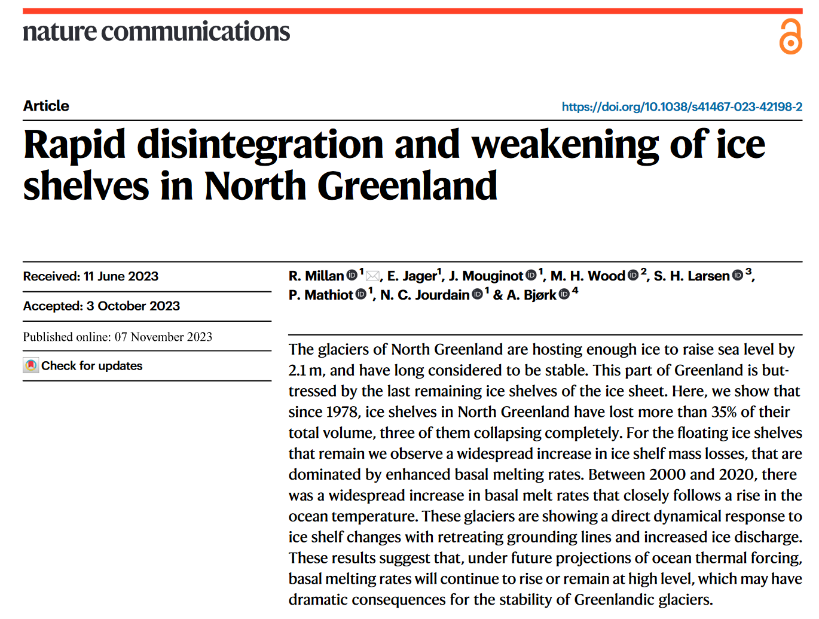 nature communications
Article
https://doi.org/10.1038/s41467-023-42198-2
Rapid disintegration and weakening of ice
shelves in North Greenland
Received: 11 June 2023
Accepted: 3 October 2023
Published online: 07 November 2023
Check for updates
R. Millan 1, E. Jager1, J. Mouginot 1, M. H. Wood 2, S. H. Larsen 3,
P. Mathiot 1, N. C. Jourdain 1 & A. Bjørk 4
The glaciers of North Greenland are hosting enough ice to raise sea level by
2.1 m, and have long considered to be stable. This part of Greenland is but-
tressed by the last remaining ice shelves of the ice sheet. Here, we show that
since 1978, ice shelves in North Greenland have lost more than 35% of their
total volume, three of them collapsing completely. For the floating ice shelves
that remain we observe a widespread increase in ice shelf mass losses, that are
dominated by enhanced basal melting rates. Between 2000 and 2020, there
was a widespread increase in basal melt rates that closely follows a rise in the
ocean temperature. These glaciers are showing a direct dynamical response to
ice shelf changes with retreating grounding lines and increased ice discharge.
These results suggest that, under future projections of ocean thermal forcing,
basal melting rates will continue to rise or remain at high level, which may have
dramatic consequences for the stability of Greenlandic glaciers.